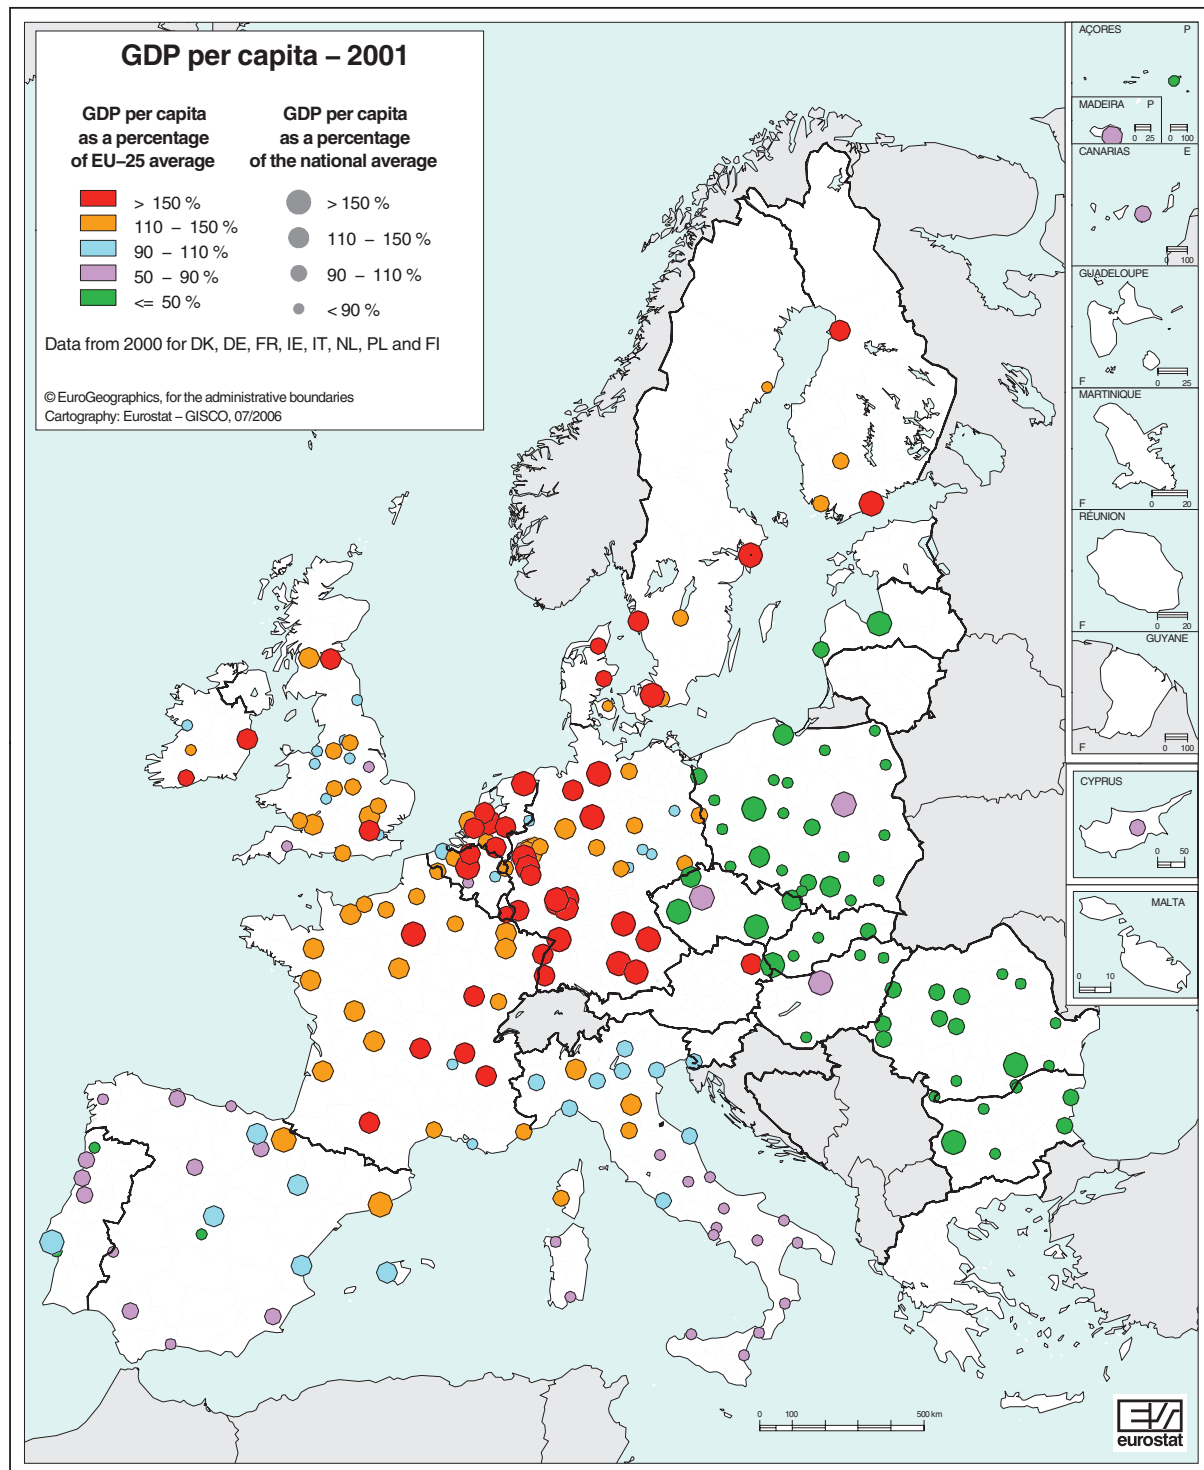 GDP per capita – 2001
GDP per capita
as a percentage
of EU–25 average
> 150 %
110 – 150 %
90 – 110 %
50 – 90 %
<= 50 %
GDP per capita
as a percentage
of the national average
> 150 %
110 – 150 %
90 – 110 %
< 90 %
Data from 2000 for DK, DE, FR, IE, IT, NL, PL and FI
© EuroGeographics, for the administrative boundaries
Cartography: Eurostat – GISCO, 07/2006
AÇORES P
0 100
MADEIRA P
0 25
CANARIAS E
0 100
GUADELOUPE
F
0 25
MARTINIQUE
F
0 20
RÉUNION
F
0 20
GUYANE
F
0 100
CYPRUS
0 50
MALTA
0 10
0 100 500 km
eurostat